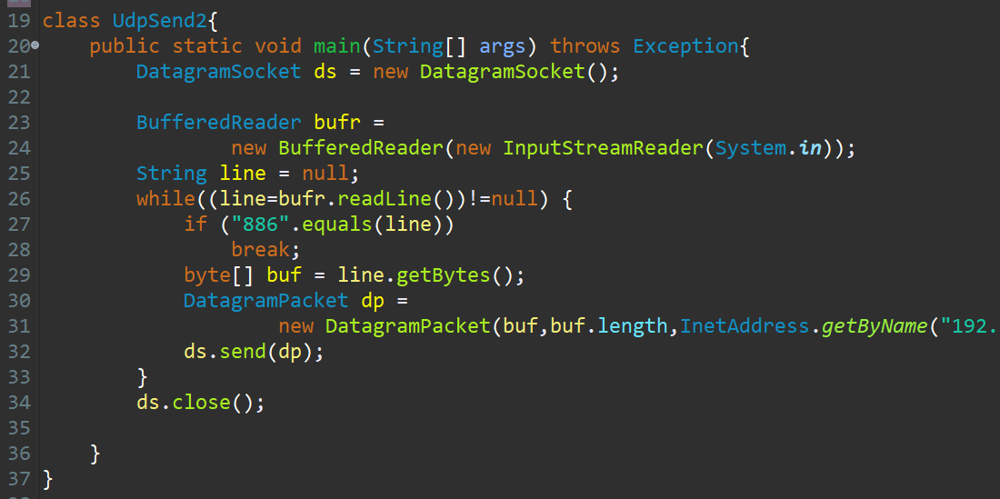 19 class UdpSend2{
20 public static void main(String[] args) throws Exception{
21 DatagramSocket ds = new DatagramSocket();
22
23 BufferedReader bufr =
24 new BufferedReader(new InputStreamReader(System.in));
25 String line = null;
26 while((line=bufr.readLine())!=null) {
27 if ("886".equals(line))
28 break;
29 byte[] buf = line.getBytes();
30 DatagramPacket dp =
31 new DatagramPacket(buf,buf.length,InetAddress.getByName("192.
32 ds.send(dp);
33 }
34 ds.close();
35
36 }
37 }